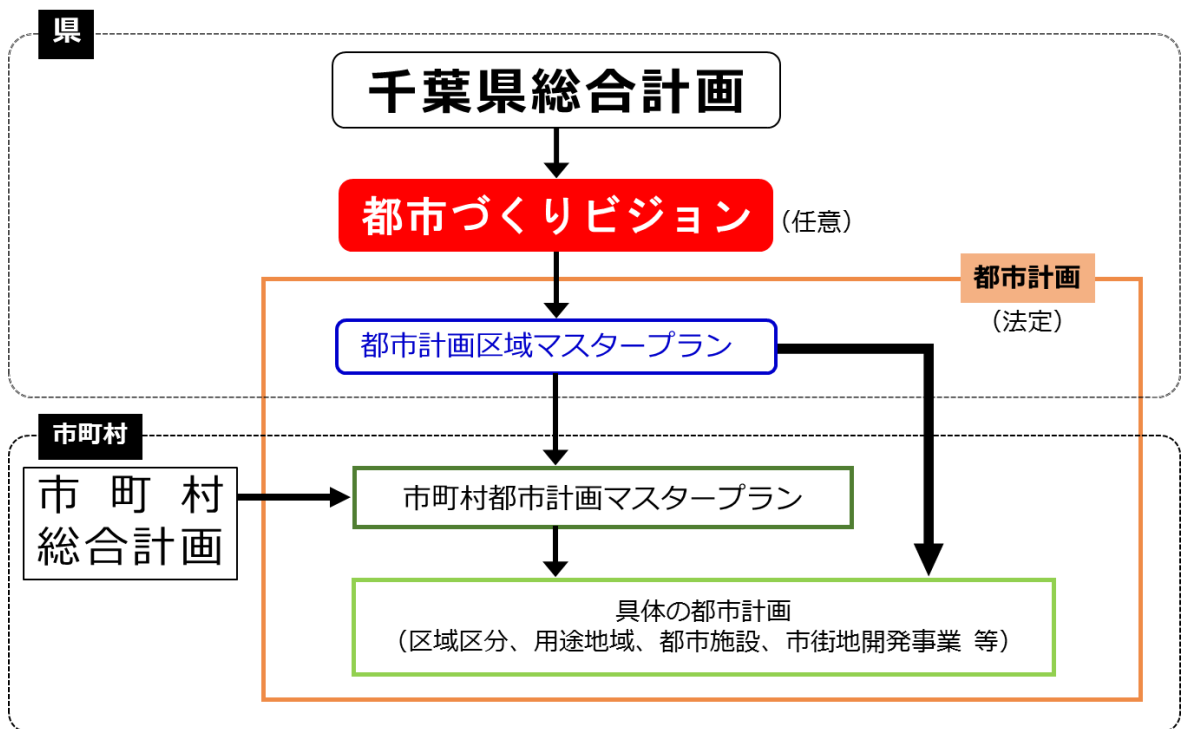 県
千葉県総合計画
都市づくりビジョン
（任意）
都市計画
（法定）
都市計画区域マスタープラン
市町村
市町村
総合計画
市町村都市計画マスタープラン
具体の都市計画
（区域区分、用途地域、都市施設、市街地開発事業 等）